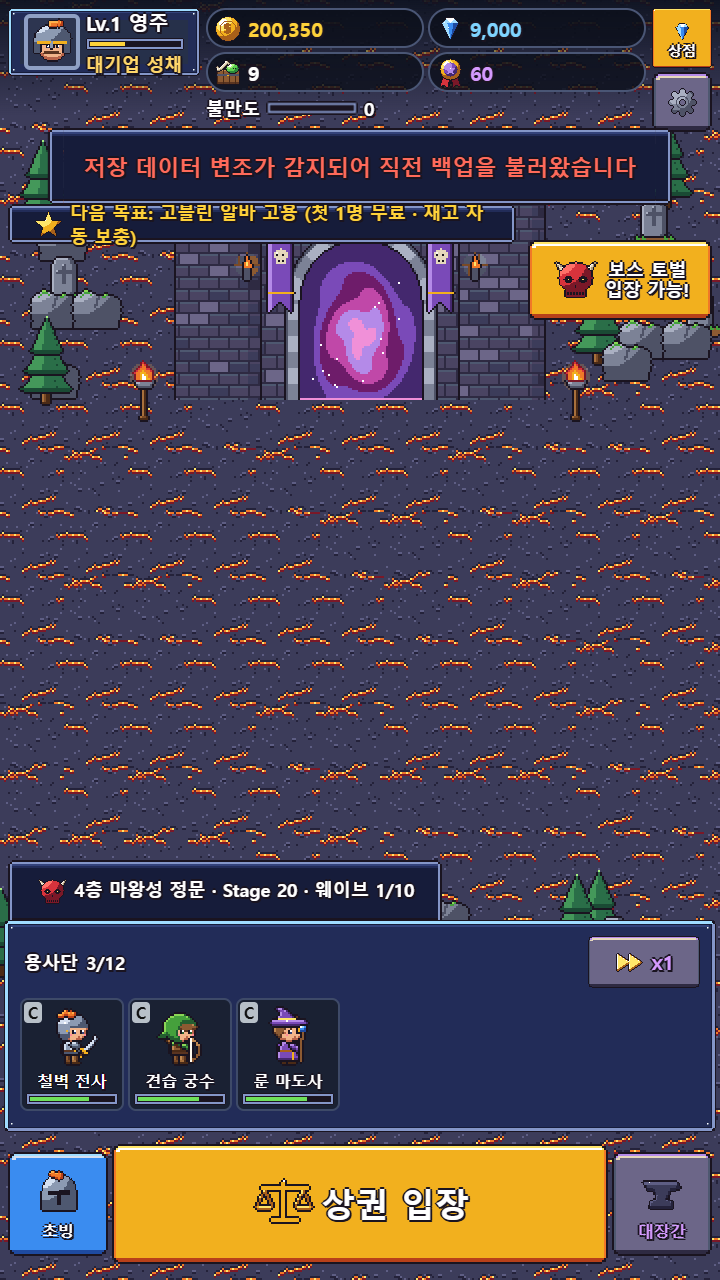 Lv.1 영주
대기업 성채
200,350
9,000
상점
9
60
불만도 0
저장 데이터 변조가 감지되어 직전 백업을 불러왔습니다
다음 목표: 고블린 알바 고용 (첫 1명 무료 · 재고 자
동 보충)
보스 토벌
입장 가능!
4층 마왕성 정문 · Stage 20 · 웨이브 1/10
용사단 3/12
x1
C
C
C
철벽 전사
견습 궁수
룬 마도사
초빙
상권 입장
대장간